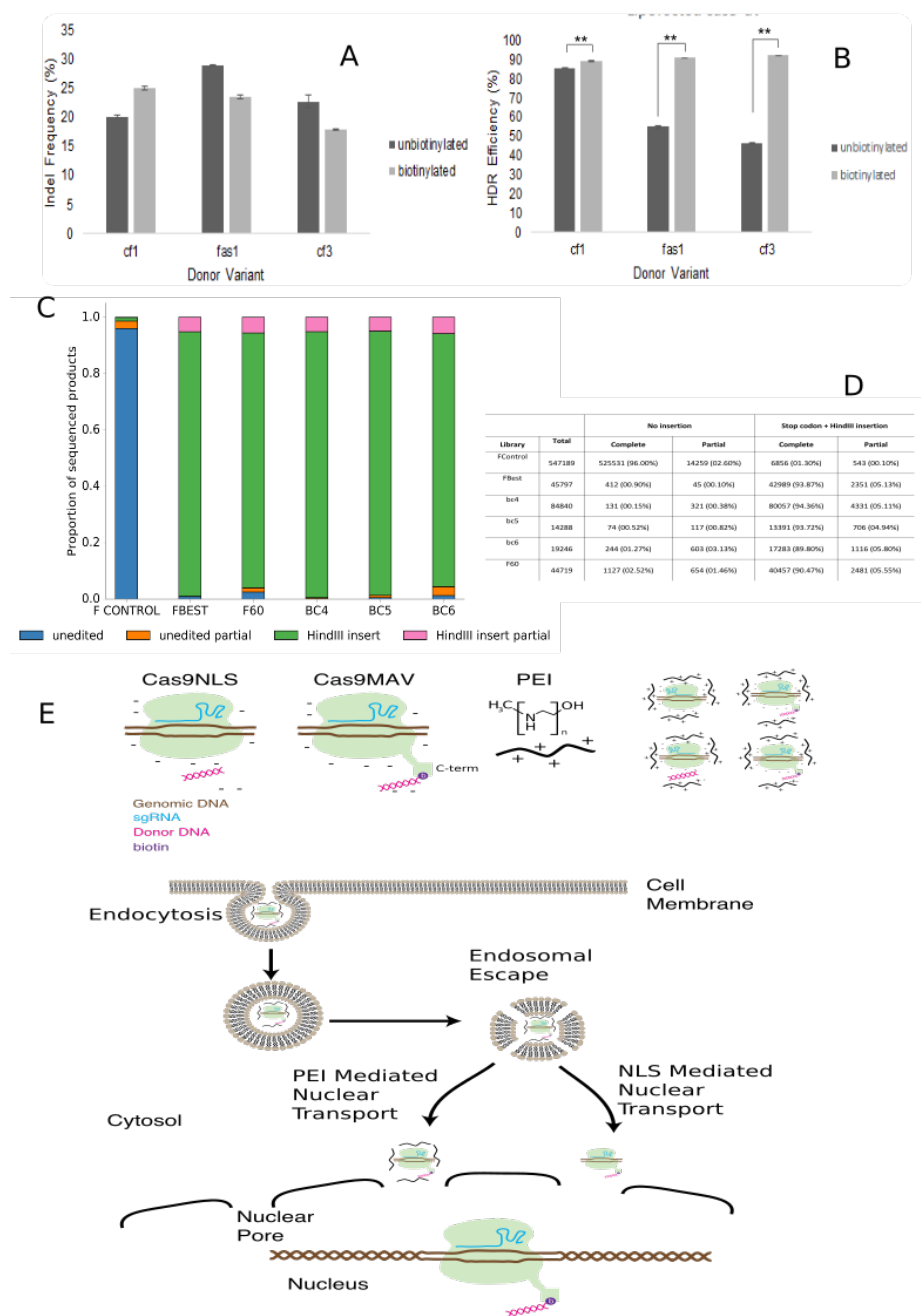 A
35
30
25
20
15
10
5
0
Indel Frequency (%)
cf1 fas1 cf3
Donor Variant
unbiotinylated
biotinylated
B
100
90
80
70
60
50
40
30
20
10
0
HDR Efficiency (%)
** ** **
cf1 fas1 cf3
Donor Variant
unbiotinylated
biotinylated
C
1.0
0.8
0.6
0.4
0.2
0.0
Proportion of sequenced products
F CONTROL FBEST F60 BC4 BC5 BC6
unedited unedited partial HindIII insert HindIII insert partial
D
No insertion Stop codon + HindIII insertion
Library Total Complete Partial Complete Partial
FControl 547189 525531 (96.00%) 14259 (02.60%) 6856 (01.30%) 543 (00.10%)
FBest 45797 412 (00.90%) 45 (00.10%) 42989 (93.87%) 2351 (05.13%)
bc4 84840 131 (00.15%) 321 (00.38%) 80057 (94.36%) 4331 (05.11%)
bc5 14288 74 (00.52%) 117 (00.82%) 13391 (93.72%) 706 (04.94%)
bc6 19246 244 (01.27%) 603 (03.13%) 17283 (89.80%) 1116 (05.80%)
F60 44719 1127 (02.52%) 654 (01.46%) 40457 (90.47%) 2481 (05.55%)
E
Cas9NLS Cas9MAV PEI
H₃C OH
N
H
n
C-term
b
Genomic DNA
sgRNA
Donor DNA
biotin
Cell
Membrane
Endocytosis
Endosomal
Escape
PEI Mediated
Nuclear
Transport
NLS Mediated
Nuclear
Transport
Cytosol
Nuclear
Pore
Nucleus
b